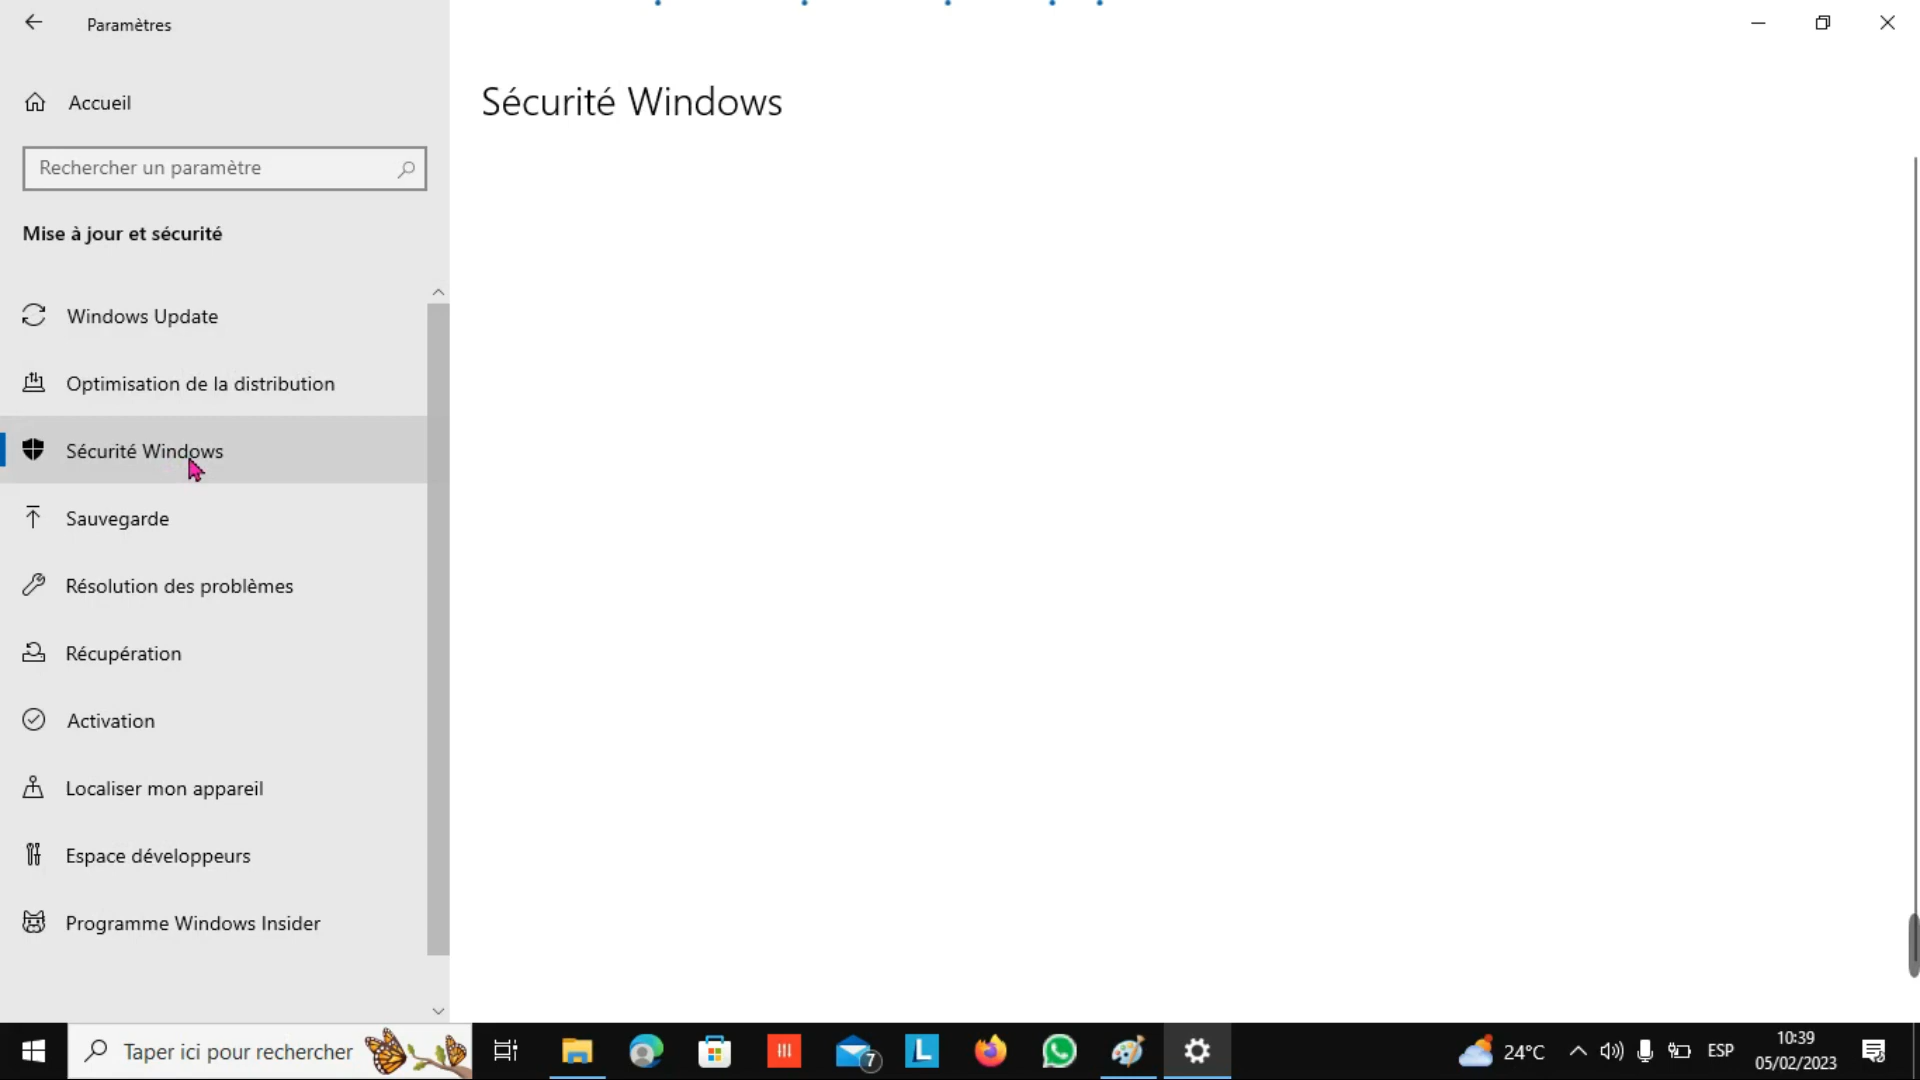 Paramètres
Accueil
Rechercher un paramètre
Mise à jour et sécurité
Windows Update
Optimisation de la distribution
Sécurité Windows
Sauvegarde
Résolution des problèmes
Récupération
Activation
Localiser mon appareil
Espace développeurs
Programme Windows Insider
Sécurité Windows
Taper ici pour rechercher
7
L
24°C
ESP
10:39
05/02/2023